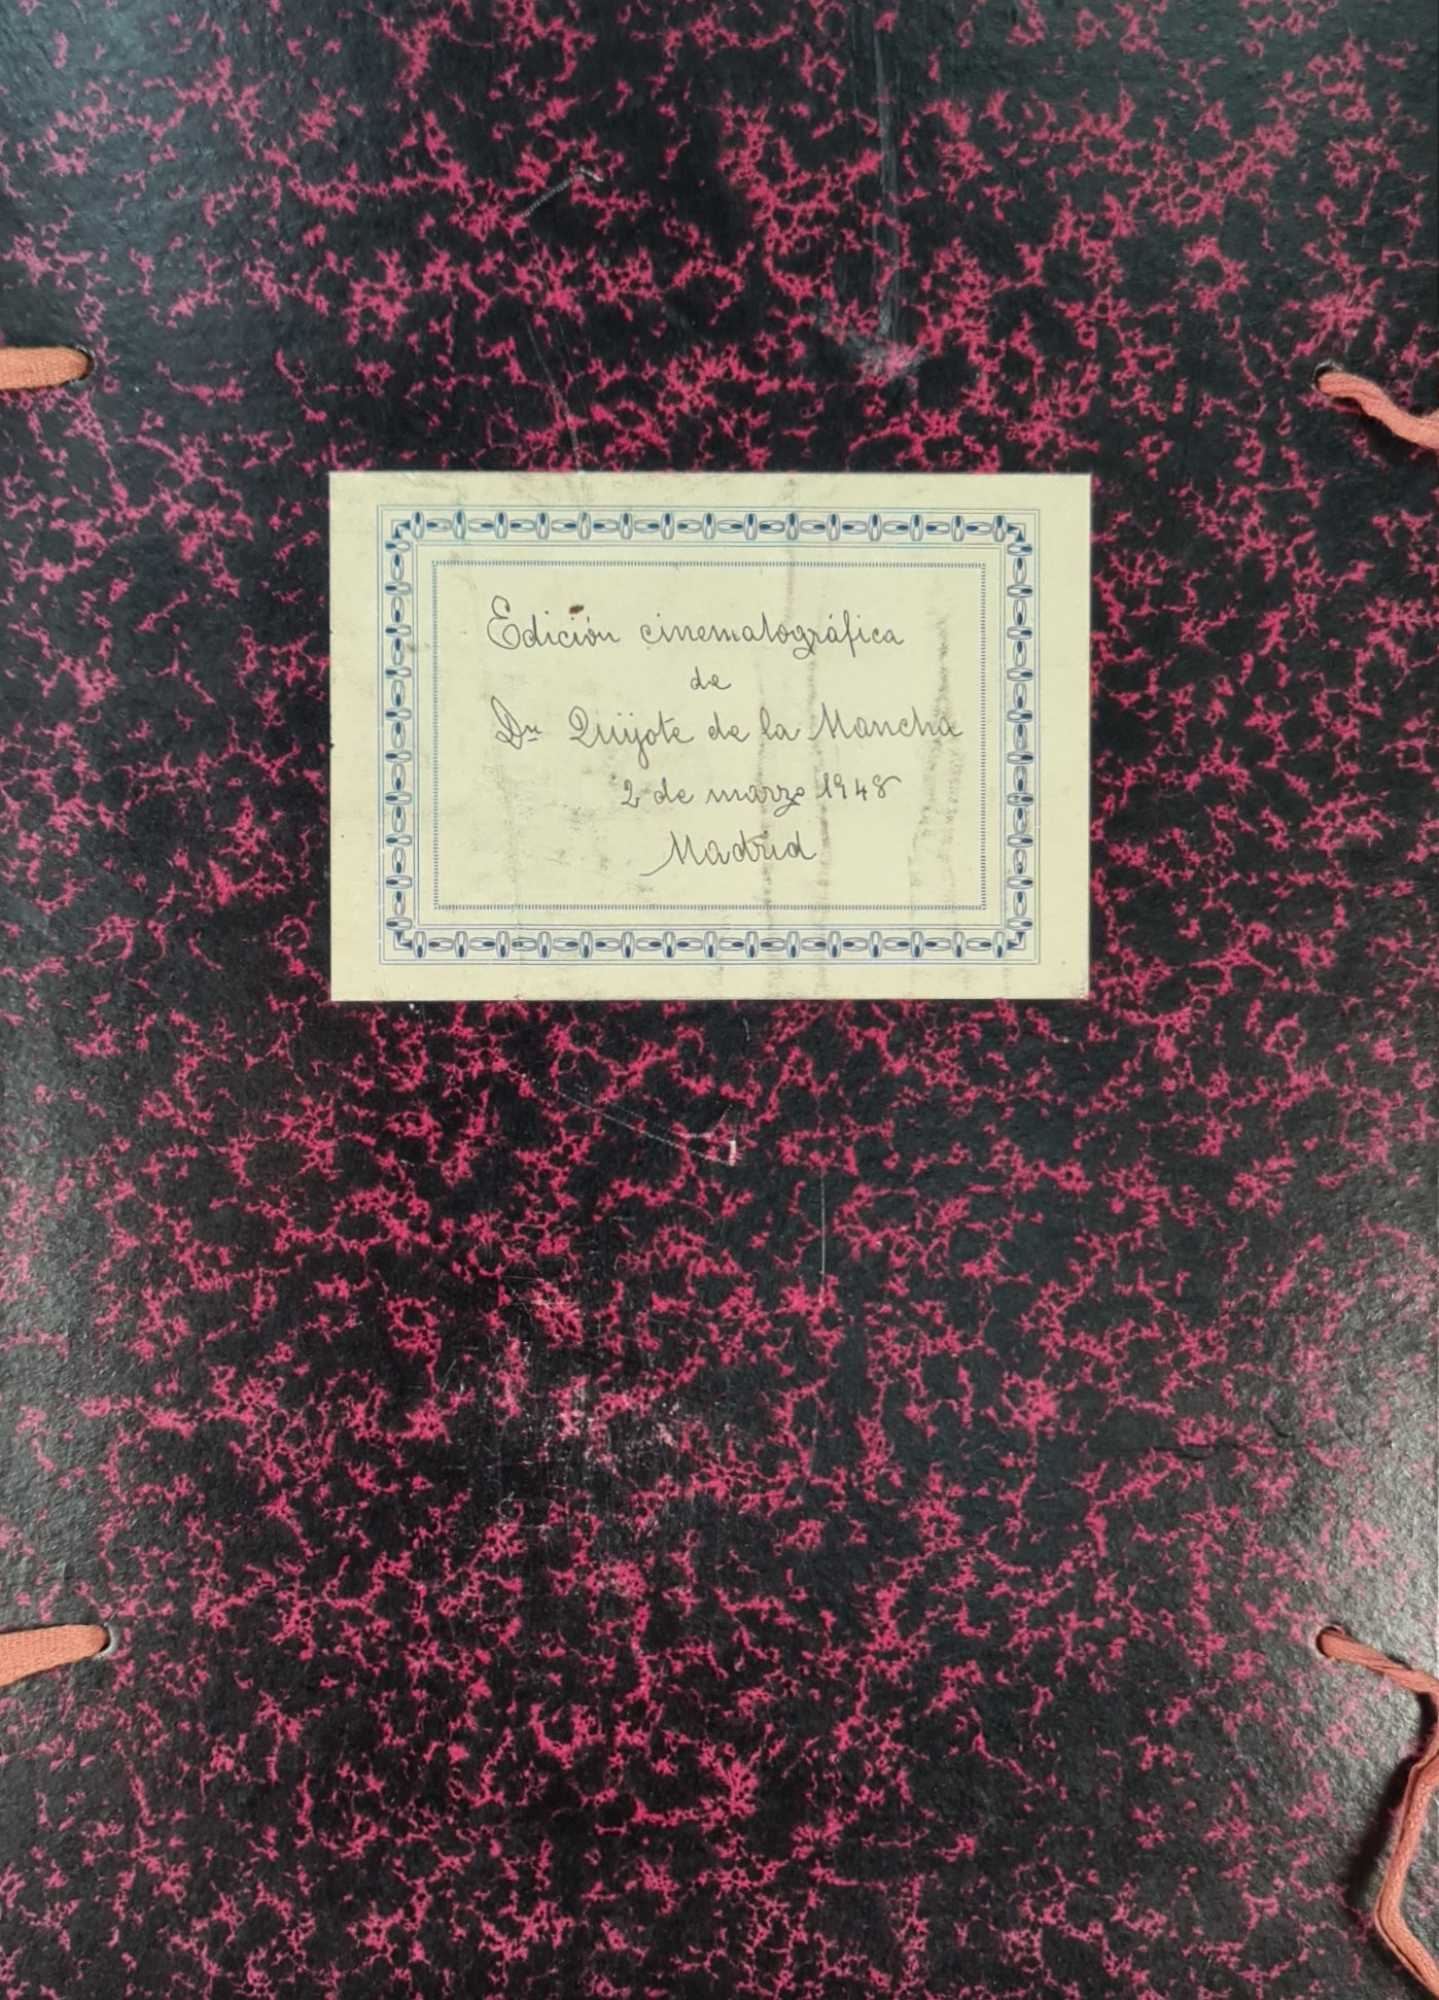 Edición cinematográfica
de
Dn Quijote de la Mancha
2 de marzo 1948
Madrid